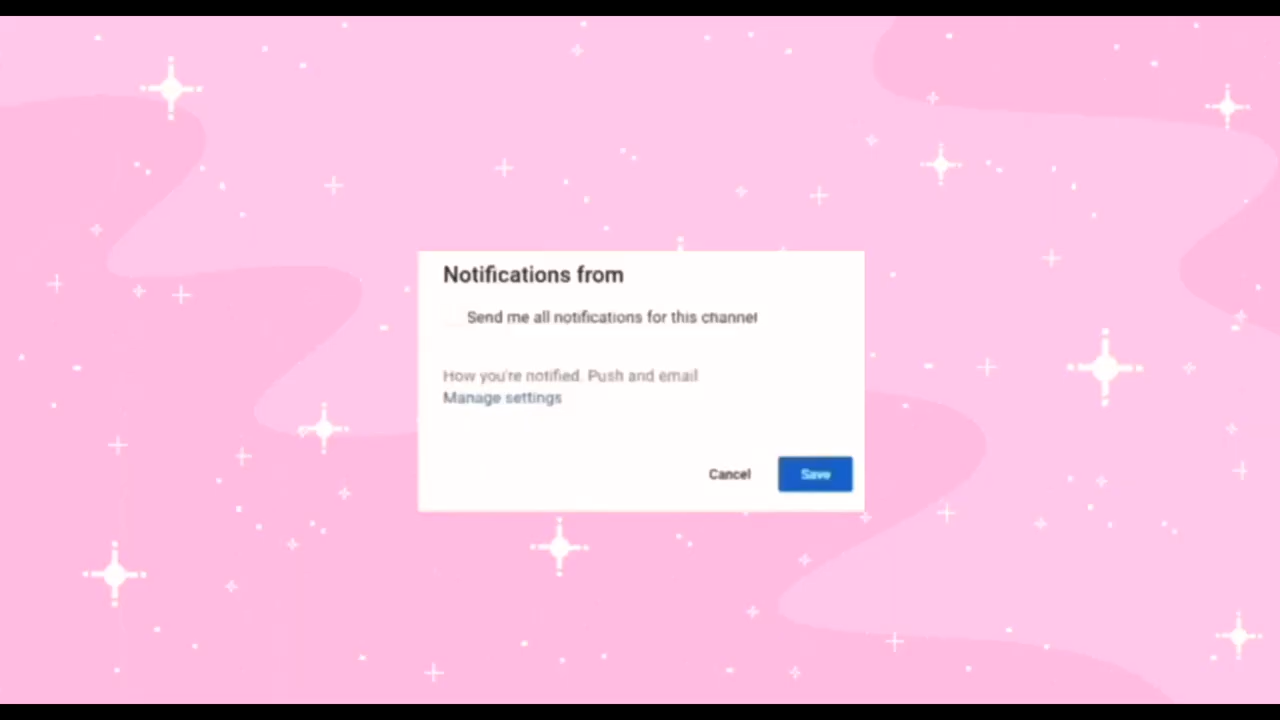 Notifications from
Send me all notifications for this channel
How you're notified. Push and email
Manage settings
Cancel
Save